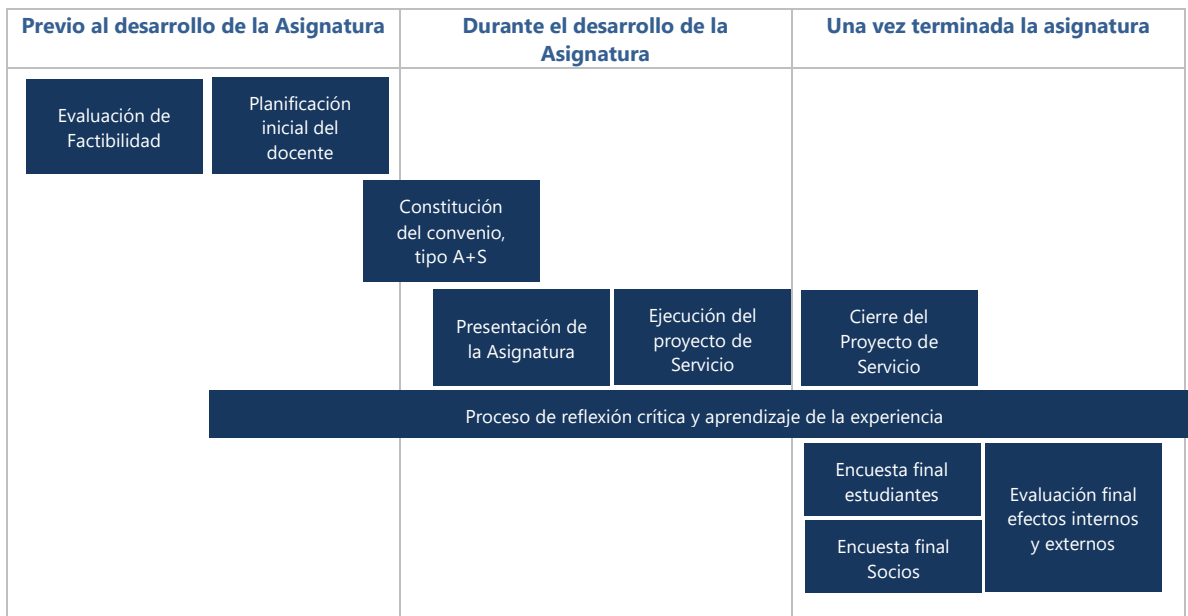 Previo al desarrollo de la Asignatura
Durante el desarrollo de la
Asignatura
Una vez terminada la asignatura
Evaluación de
Factibilidad
Planificación
inicial del
docente
Constitución
del convenio,
tipo A+S
Presentación de
la Asignatura
Ejecución del
proyecto de
Servicio
Cierre del
Proyecto de
Servicio
Proceso de reflexión crítica y aprendizaje de la experiencia
Encuesta final
estudiantes
Encuesta final
Socios
Evaluación final
efectos internos
y externos